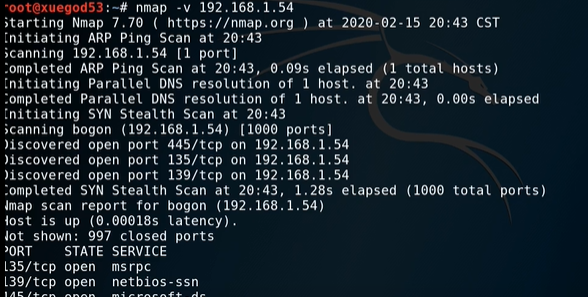 root@xuegod53:~# nmap -v 192.168.1.54
Starting Nmap 7.70 ( https://nmap.org ) at 2020-02-15 20:43 CST
Initiating ARP Ping Scan at 20:43
Scanning 192.168.1.54 [1 port]
Completed ARP Ping Scan at 20:43, 0.09s elapsed (1 total hosts)
Initiating Parallel DNS resolution of 1 host. at 20:43
Completed Parallel DNS resolution of 1 host. at 20:43, 0.00s elapsed
Initiating SYN Stealth Scan at 20:43
Scanning bogon (192.168.1.54) [1000 ports]
Discovered open port 445/tcp on 192.168.1.54
Discovered open port 135/tcp on 192.168.1.54
Discovered open port 139/tcp on 192.168.1.54
Completed SYN Stealth Scan at 20:43, 1.28s elapsed (1000 total ports)
Nmap scan report for bogon (192.168.1.54)
Host is up (0.00018s latency).
Not shown: 997 closed ports
PORT STATE SERVICE
135/tcp open msrpc
139/tcp open netbios-ssn
445/tcp open microsoft-ds